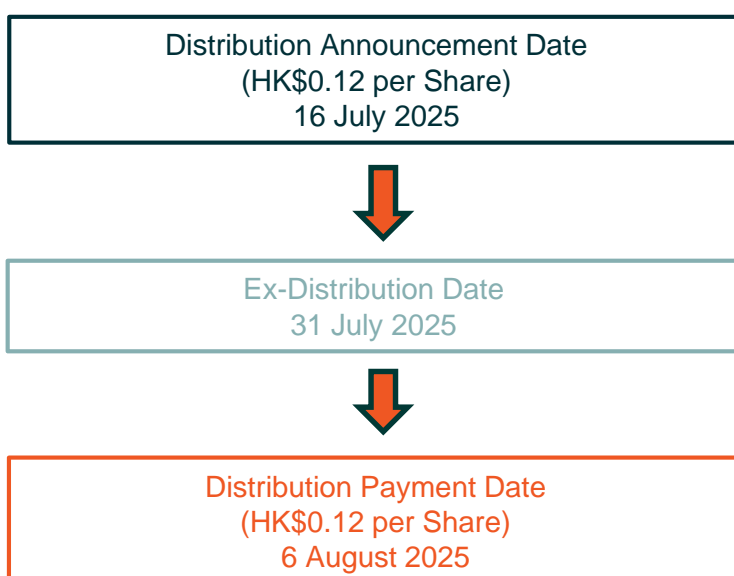 Distribution Announcement Date
(HK$0.12 per Share)
16 July 2025
Ex-Distribution Date
31 July 2025
Distribution Payment Date
(HK$0.12 per Share)
6 August 2025